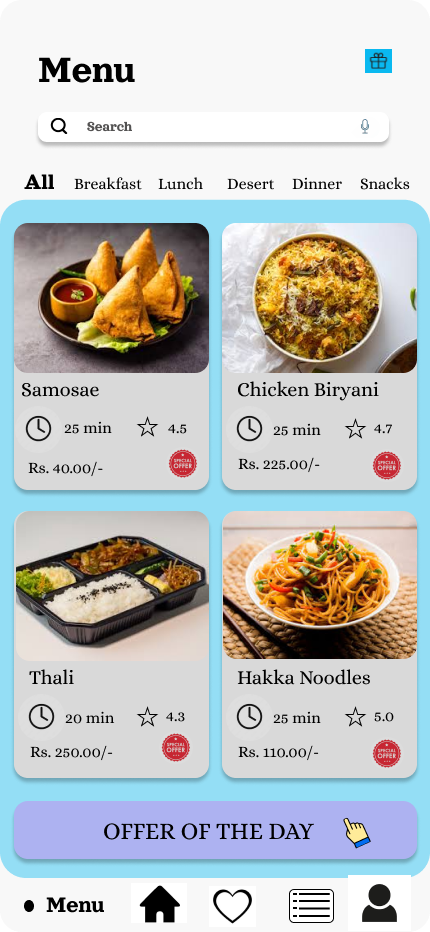 Menu
Search
All Breakfast Lunch Desert Dinner Snacks
Samosae
25 min 4.5
Rs. 40.00/-
SPECIAL OFFER
Chicken Biryani
25 min 4.7
Rs. 225.00/-
SPECIAL OFFER
Thali
20 min 4.3
Rs. 250.00/-
SPECIAL OFFER
Hakka Noodles
25 min 5.0
Rs. 110.00/-
SPECIAL OFFER
OFFER OF THE DAY
Menu